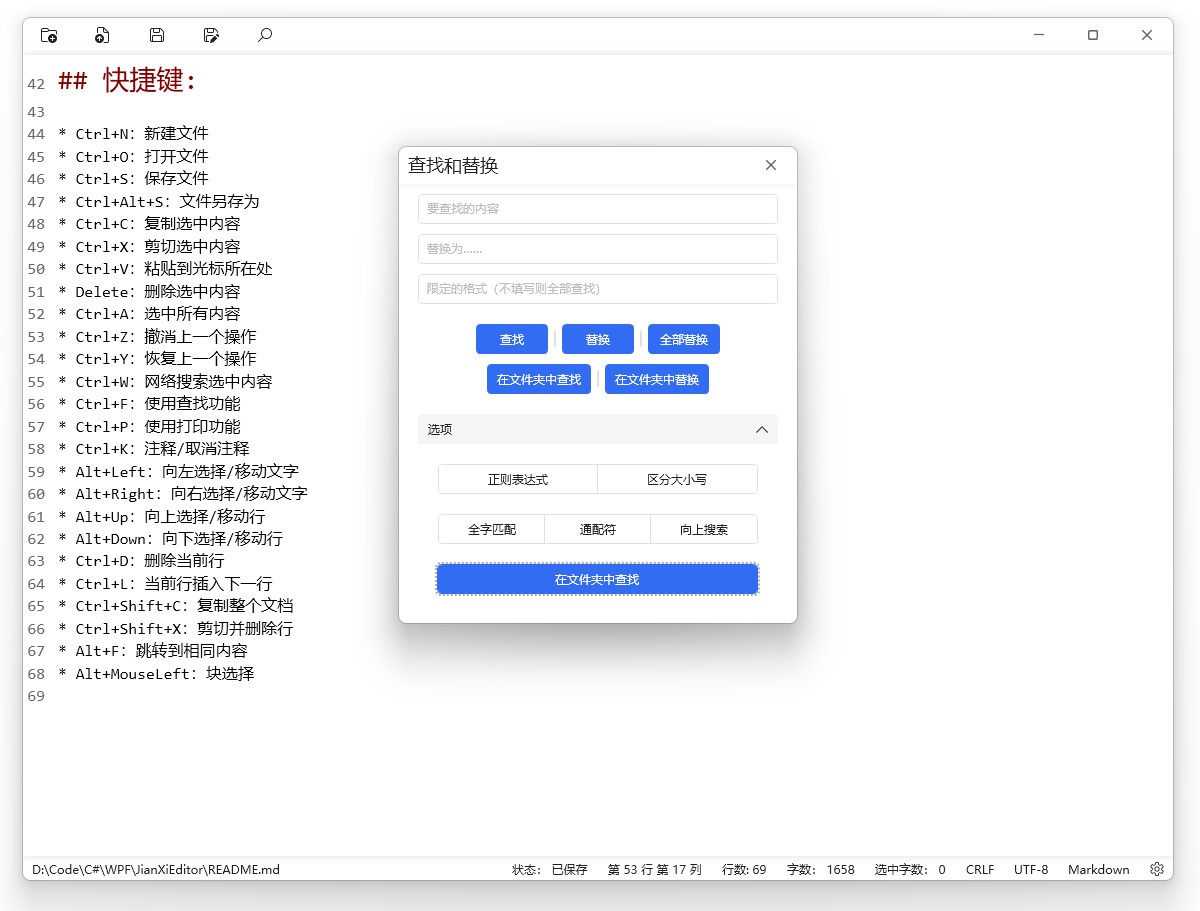 42 ## 快捷键:
43
44 * Ctrl+N: 新建文件
45 * Ctrl+O: 打开文件
46 * Ctrl+S: 保存文件
47 * Ctrl+Alt+S: 文件另存为
48 * Ctrl+C: 复制选中内容
49 * Ctrl+X: 剪切选中内容
50 * Ctrl+V: 粘贴到光标所在处
51 * Delete: 删除选中内容
52 * Ctrl+A: 选中所有内容
53 * Ctrl+Z: 撤消上一个操作
54 * Ctrl+Y: 恢复上一个操作
55 * Ctrl+W: 网络搜索选中内容
56 * Ctrl+F: 使用查找功能
57 * Ctrl+P: 使用打印功能
58 * Ctrl+K: 注释/取消注释
59 * Alt+Left: 向左选择/移动文字
60 * Alt+Right: 向右选择/移动文字
61 * Alt+Up: 向上选择/移动行
62 * Alt+Down: 向下选择/移动行
63 * Ctrl+D: 删除当前行
64 * Ctrl+L: 当前行插入下一行
65 * Ctrl+Shift+C: 复制整个文档
66 * Ctrl+Shift+X: 剪切并删除行
67 * Alt+F: 跳转到相同内容
68 * Alt+MouseLeft: 块选择
69
查找和替换
要查找的内容
替换为......
限定的格式（不填写则全部查找）
查找 替换 全部替换
在文件夹中查找 在文件夹中替换
选项
正则表达式 区分大小写
全字匹配 通配符 向上搜索
在文件夹中查找
D:\Code\C#\WPF\JianXiEditor\README.md 状态: 已保存 第 53 行 第 17 列 行数: 69 字数: 1658 选中字数: 0 CRLF UTF-8 Markdown